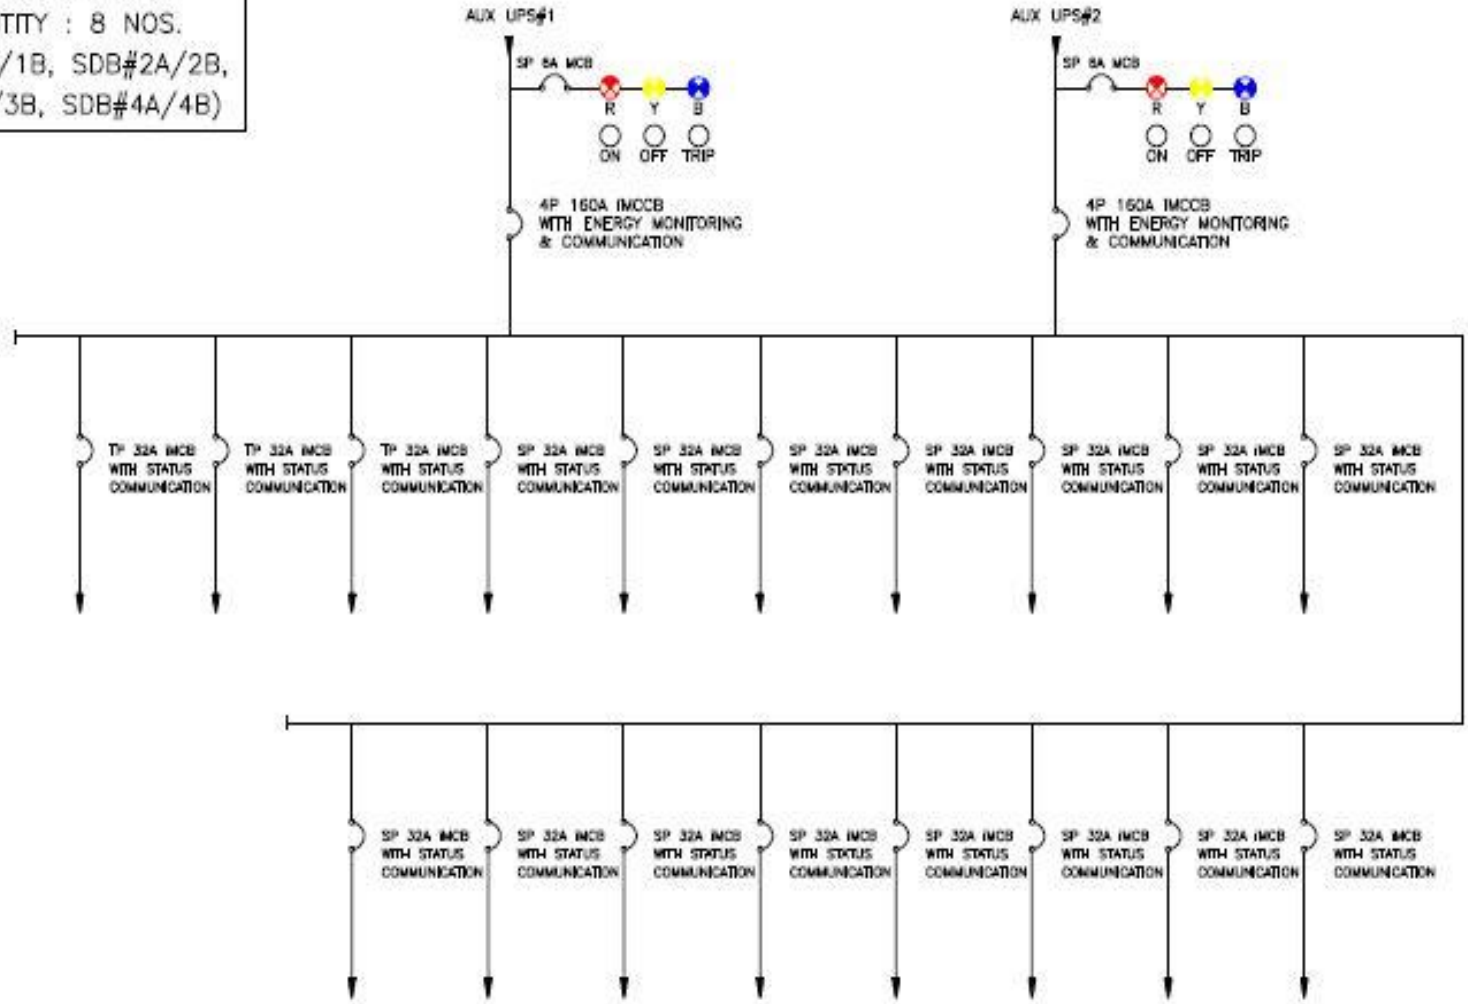 TITY : 8 NOS.
/1B, SDB#2A/2B,
/3B, SDB#4A/4B)
AUX UPS#1
SP 6A MCB
R Y B
ON OFF TRIP
4P 160A IMCCB
WITH ENERGY MONITORING
& COMMUNICATION
AUX UPS#2
SP 6A MCB
R Y B
ON OFF TRIP
4P 160A IMCCB
WITH ENERGY MONITORING
& COMMUNICATION
TP 32A iMCB
WITH STATUS
COMMUNICATION
TP 32A iMCB
WITH STATUS
COMMUNICATION
TP 32A iMCB
WITH STATUS
COMMUNICATION
SP 32A iMCB
WITH STATUS
COMMUNICATION
SP 32A iMCB
WITH STATUS
COMMUNICATION
SP 32A iMCB
WITH STATUS
COMMUNICATION
SP 32A iMCB
WITH STATUS
COMMUNICATION
SP 32A iMCB
WITH STATUS
COMMUNICATION
SP 32A iMCB
WITH STATUS
COMMUNICATION
SP 32A iMCB
WITH STATUS
COMMUNICATION
SP 32A iMCB
WITH STATUS
COMMUNICATION
SP 32A iMCB
WITH STATUS
COMMUNICATION
SP 32A iMCB
WITH STATUS
COMMUNICATION
SP 32A iMCB
WITH STATUS
COMMUNICATION
SP 32A iMCB
WITH STATUS
COMMUNICATION
SP 32A iMCB
WITH STATUS
COMMUNICATION
SP 32A iMCB
WITH STATUS
COMMUNICATION
SP 32A iMCB
WITH STATUS
COMMUNICATION